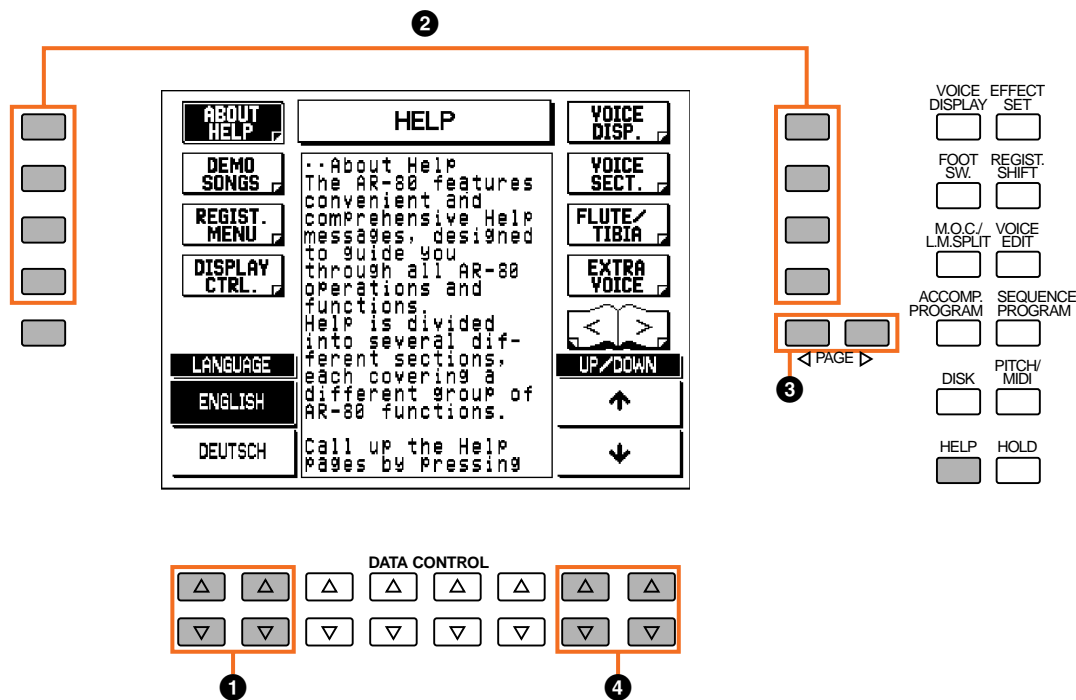 2
ABOUT
HELP
HELP
VOICE
DISP.
DEMO
SONGS
REGIST.
MENU
DISPLAY
CTRL.
LANGUAGE
ENGLISH
DEUTSCH
··About Help
The AR-80 features
convenient and
comprehensive Help
messages, designed
to guide you
through all AR-80
operations and
functions.
Help is divided
into several dif-
ferent sections,
each covering a
different group of
AR-80 functions.
Call up the Help
pages by pressing
VOICE
SECT.
FLUTE/
TIBIA
EXTRA
VOICE
< >
UP/DOWN
↑
↓
◁ PAGE ▷
3
VOICE
DISPLAY
EFFECT
SET
FOOT
SW.
REGIST.
SHIFT
M.O.C./
L.M.SPLIT
VOICE
EDIT
ACCOMP.
PROGRAM
SEQUENCE
PROGRAM
DISK
PITCH/
MIDI
HELP
HOLD
DATA CONTROL
1
4